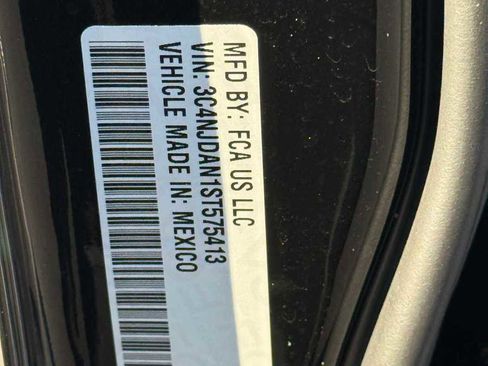 MFD BY: FCA US LLC
VIN: 3C4NJDAN1ST575413
VEHICLE MADE IN: MEXICO